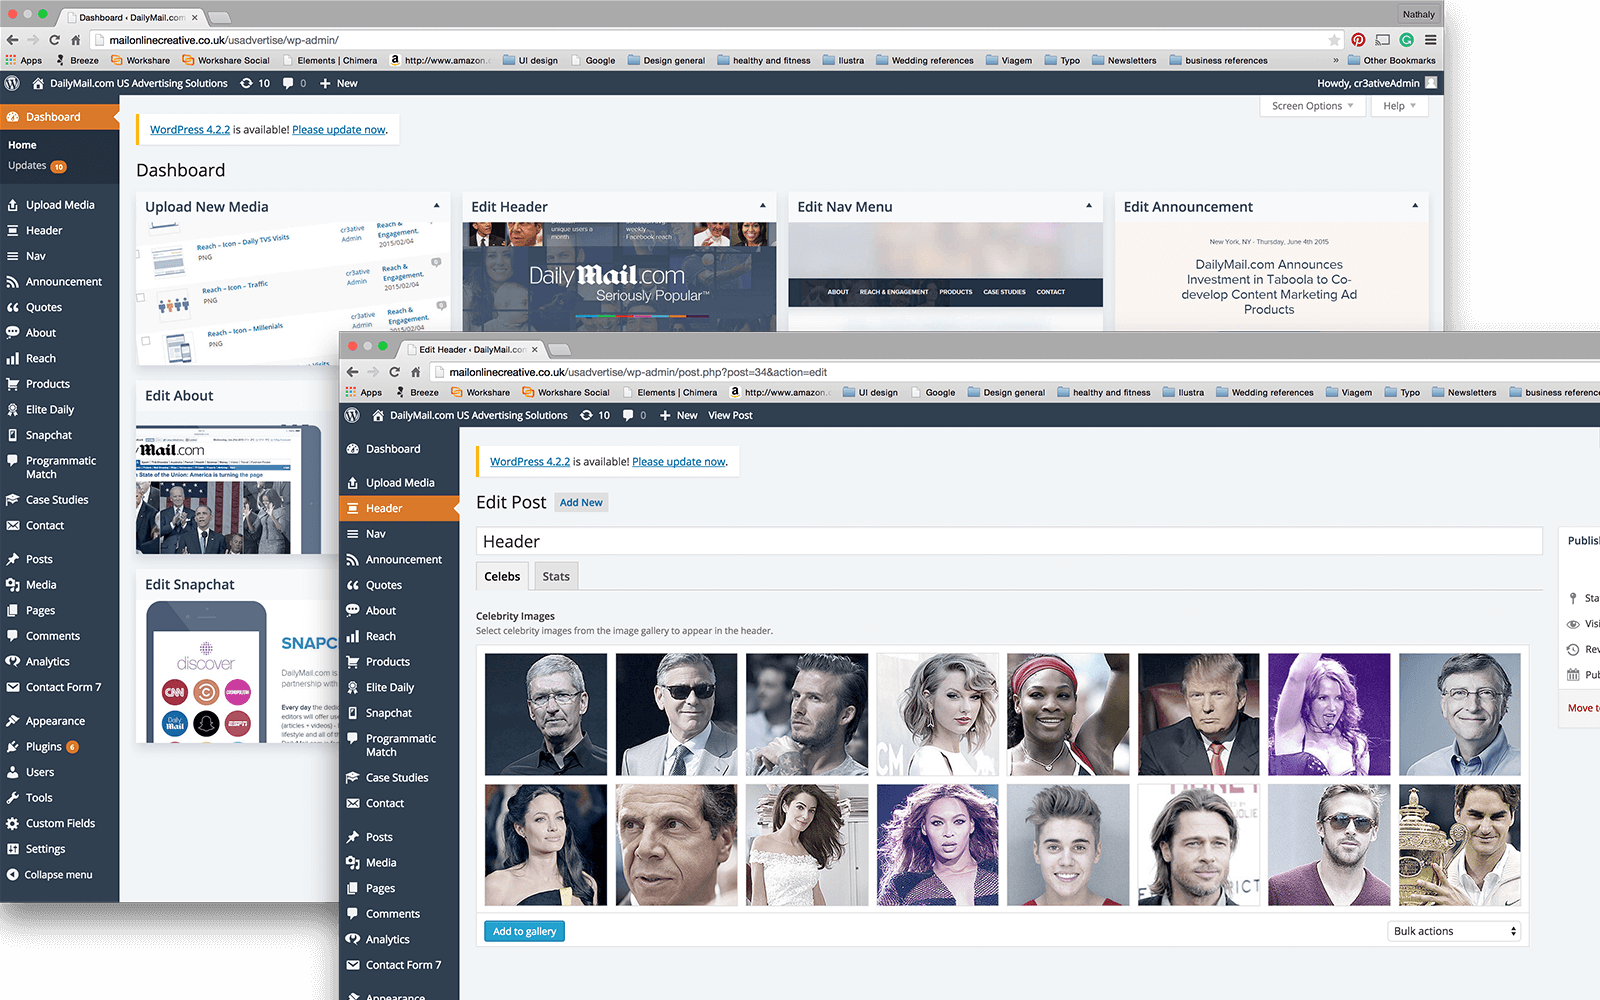 Dashboard ‹ DailyMail.com
Nathaly
mailonlinecreative.co.uk/usadvertise/wp-admin/
Apps Breeze Workshare Workshare Social Elements | Chimera http://www.amazon. UI design Google Design general healthy and fitness Ilustra Wedding references Viagem Typo Newsletters business references » Other Bookmarks
DailyMail.com US Advertising Solutions 10 0 + New Howdy, cr3ativeAdmin
Screen Options Help
Dashboard
Home
Updates 10
Upload Media
Header
Nav
Announcement
Quotes
About
Reach
Products
Elite Daily
Snapchat
Programmatic
Match
Case Studies
Contact
Posts
Media
Pages
Comments
Analytics
Contact Form 7
Appearance
Plugins 6
Users
Tools
Custom Fields
Settings
Collapse menu
WordPress 4.2.2 is available! Please update now.
Dashboard
Upload New Media
Reach – Icon – Daily TVS Visits
PNG
cr3ative
Admin
Reach &
Engagement.
2015/02/04
0
Reach – Icon – Traffic
PNG
cr3ative
Admin
Reach &
Engagement.
2015/02/04
0
Reach – Icon – Millenials
PNG
cr3ative
Admin
Reach &
Engagement.
Visits
Edit Header
unique users a
month
weekly
Facebook reach
DailyMail.com
Seriously Popular™
Edit Nav Menu
ABOUT REACH & ENGAGEMENT PRODUCTS CASE STUDIES CONTACT
Edit Announcement
New York, NY - Thursday, June 4th 2015
DailyMail.com Announces
Investment in Taboola to Co-
develop Content Marketing Ad
Products
Edit About
Mail.com
State of the Union: America is turning the page
Edit Snapchat
discover
CNN
COSMOPOLITAN
Daily
Mail
ESPN
SNAPC
DailyMail.com
partnership with
Every day the dedi
editors will offer use
(articles + videos) -
lifestyle and all of th
Edit Header ‹ DailyMail.com
mailonlinecreative.co.uk/usadvertise/wp-admin/post.php?post=34&action=edit
Apps Breeze Workshare Workshare Social Elements | Chimera http://www.amazon. UI design Google Design general healthy and fitness Ilustra Wedding references Viagem Typo Newsletters business reference
DailyMail.com US Advertising Solutions 10 0 + New View Post
Dashboard
Upload Media
Header
Nav
Announcement
Quotes
About
Reach
Products
Elite Daily
Snapchat
Programmatic
Match
Case Studies
Contact
Posts
Media
Pages
Comments
Analytics
Contact Form 7
Appearance
WordPress 4.2.2 is available! Please update now.
Edit Post Add New
Header
Celebs Stats
Celebrity Images
Select celebrity images from the image gallery to appear in the header.
CM
Add to gallery
Bulk actions
Publis
Sta
Visi
Rev
Pub
Move to